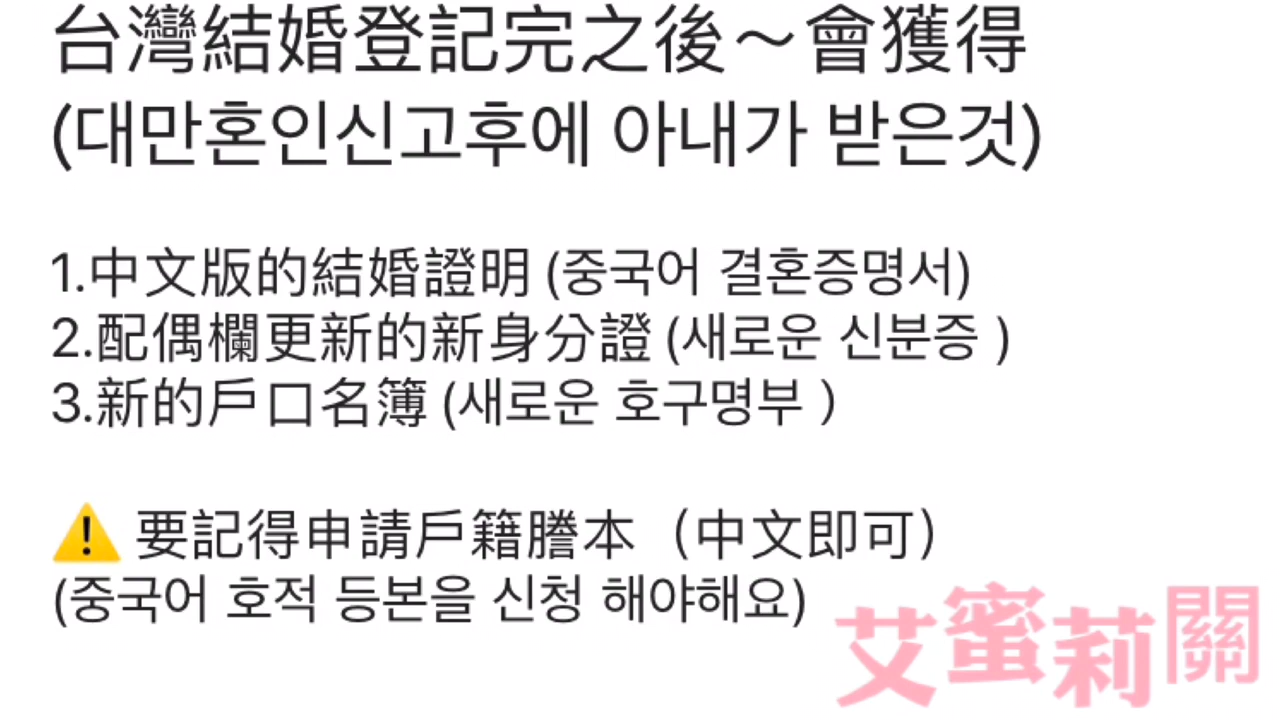 台灣結婚登記完之後～會獲得
(대만혼인신고후에 아내가 받은것)
1.中文版的結婚證明 (중국어 결혼증명서)
2.配偶欄更新的新身分證 (새로운 신분증 )
3.新的戶口名簿 (새로운 호구명부 ）
⚠️ 要記得申請戶籍謄本（中文即可）
(중국어 호적 등본을 신청 해야해요)
艾蜜莉關